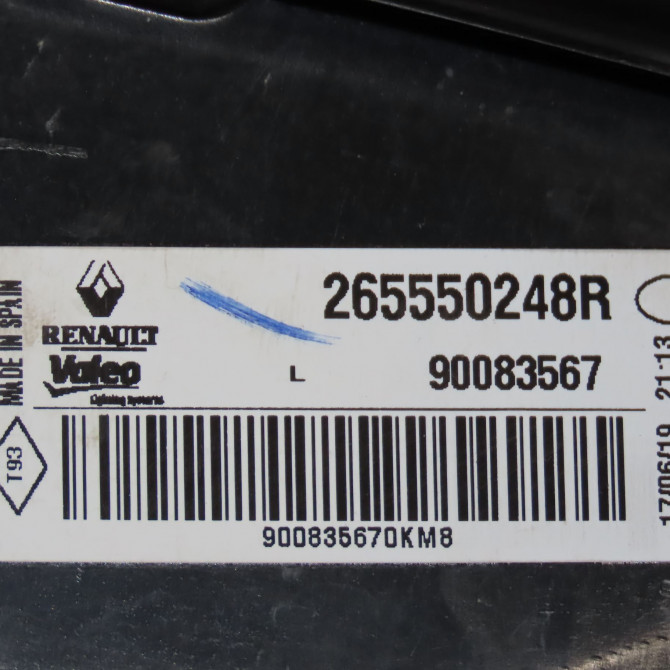 MADE IN SPAIN
RENAULT
Valeo
Lighting Systems
265550248R
L
90083567
T93
900835670KM8
17/06/19 21:13